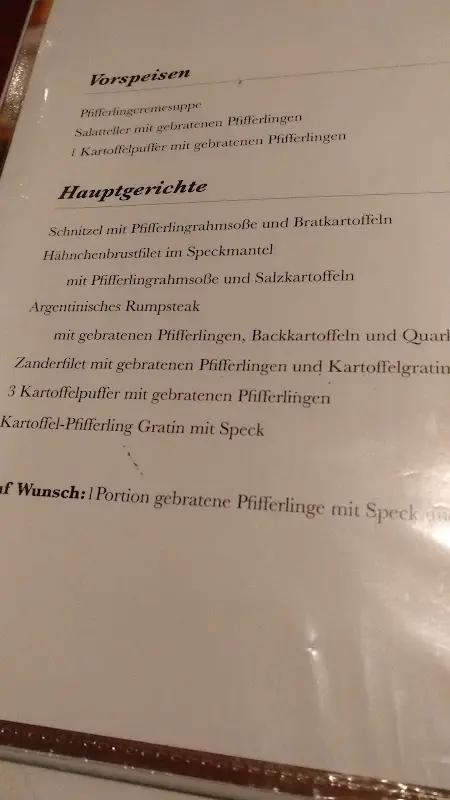 Vorspeisen
Pfifferlingcremesuppe
Salatteller mit gebratenen Pfifferlingen
1 Kartoffelpuffer mit gebratenen Pfifferlingen
Hauptgerichte
Schnitzel mit Pfifferlingrahmsoße und Bratkartoffeln
Hähnchenbrustfilet im Speckmantel
mit Pfifferlingrahmsoße und Salzkartoffeln
Argentinisches Rumpsteak
mit gebratenen Pfifferlingen, Backkartoffeln und Quark
Zanderfilet mit gebratenen Pfifferlingen und Kartoffelgratin
3 Kartoffelpuffer mit gebratenen Pfifferlingen
Kartoffel-Pfifferling Gratin mit Speck
uf Wunsch: 1 Portion gebratene Pfifferlinge mit Speck